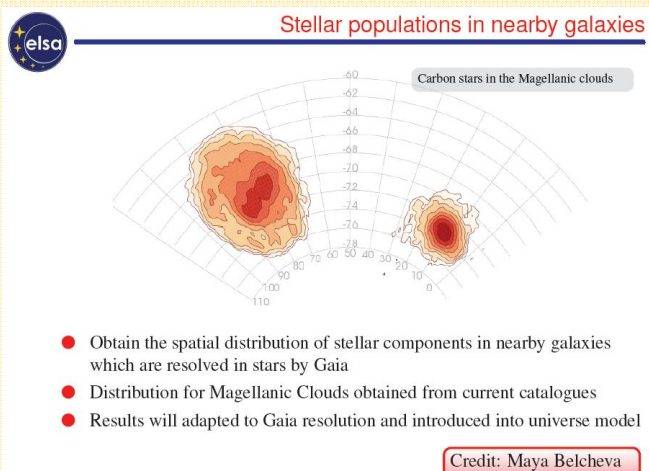 elsa
Stellar populations in nearby galaxies
Carbon stars in the Magellanic clouds
-60
-62
-64
-66
-68
-70
-72
-74
-76
-78
110 100 90 80 70 60 50 40 30 20 10 0
● Obtain the spatial distribution of stellar components in nearby galaxies
which are resolved in stars by Gaia
● Distribution for Magellanic Clouds obtained from current catalogues
● Results will adapted to Gaia resolution and introduced into universe model
Credit: Maya Belcheva